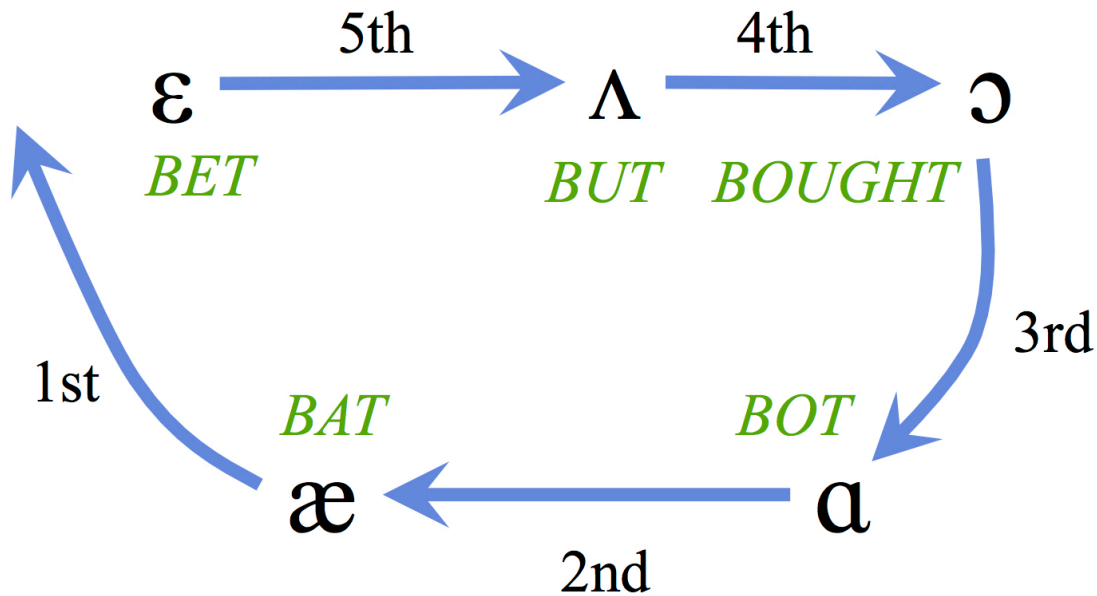 5th 4th
ɛ ʌ ɔ
BET BUT BOUGHT
1st 3rd
BAT BOT
æ ɑ
2nd